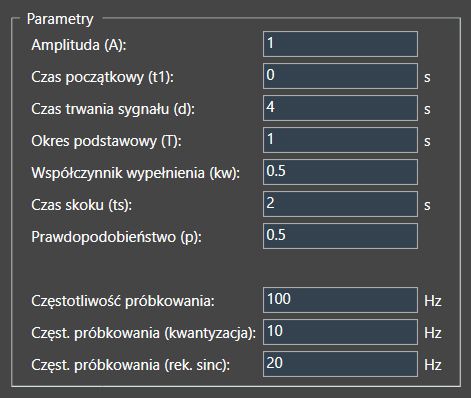 Parametry
Amplituda (A): 1
Czas początkowy (t1): 0 s
Czas trwania sygnału (d): 4 s
Okres podstawowy (T): 1 s
Współczynnik wypełnienia (kw): 0.5
Czas skoku (ts): 2 s
Prawdopodobieństwo (p): 0.5
Częstotliwość próbkowania: 100 Hz
Częst. próbkowania (kwantyzacja): 10 Hz
Częst. próbkowania (rek. sinc): 20 Hz